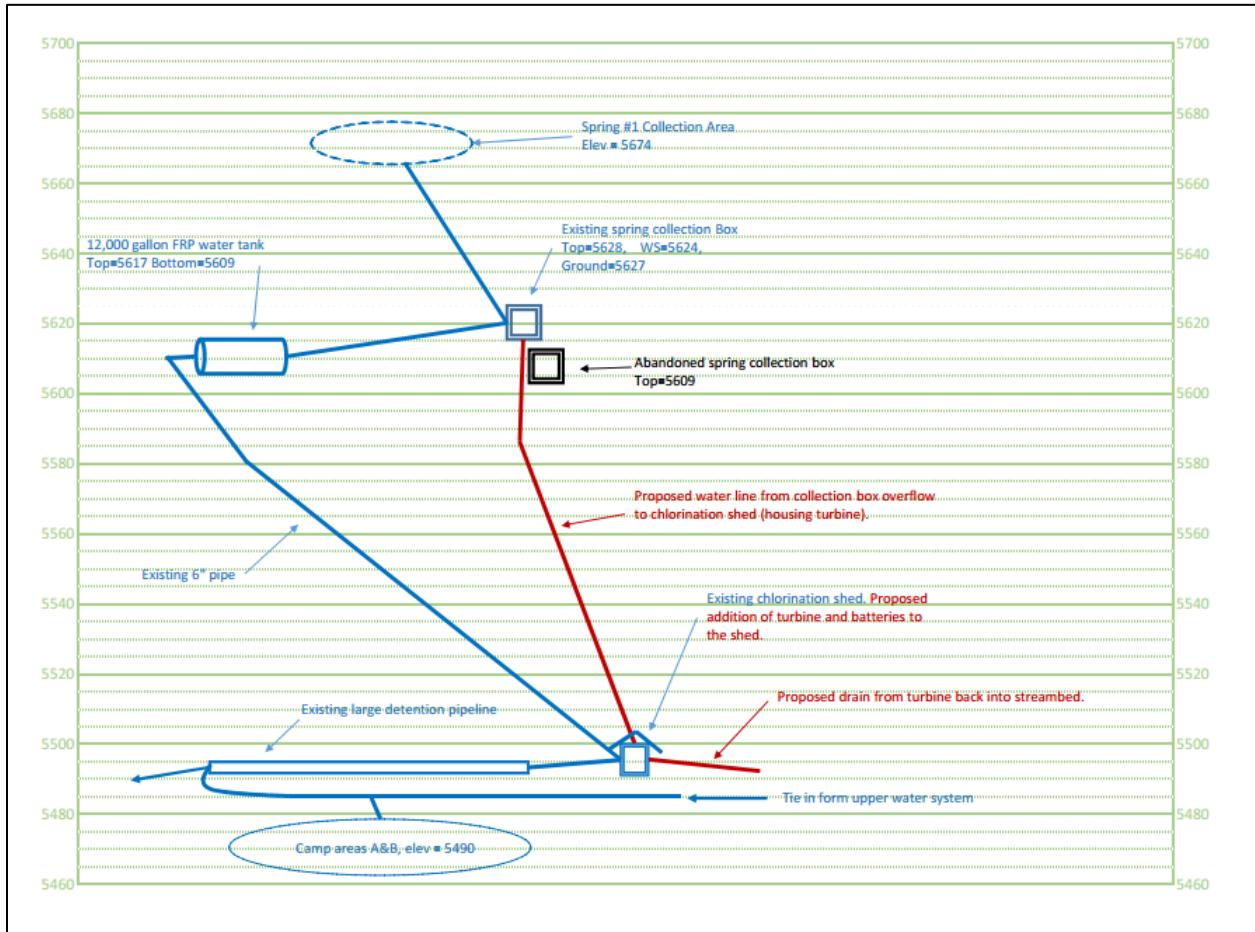 5700
5700
5680
5680
Spring #1 Collection Area
Elev = 5674
5660
5660
Existing spring collection Box
Top=5628, WS=5624,
Ground=5627
12,000 gallon FRP water tank
Top=5617 Bottom=5609
5640
5640
5620
5620
Abandoned spring collection box
Top=5609
5600
5600
5580
5580
Proposed water line from collection box overflow
to chlorination shed (housing turbine).
5560
5560
Existing 6" pipe
5540
5540
Existing chlorination shed. Proposed
addition of turbine and batteries to
the shed.
5520
5520
Proposed drain from turbine back into streambed.
Existing large detention pipeline
5500
5500
Tie in form upper water system
5480
5480
Camp areas A&B, elev = 5490
5460
5460